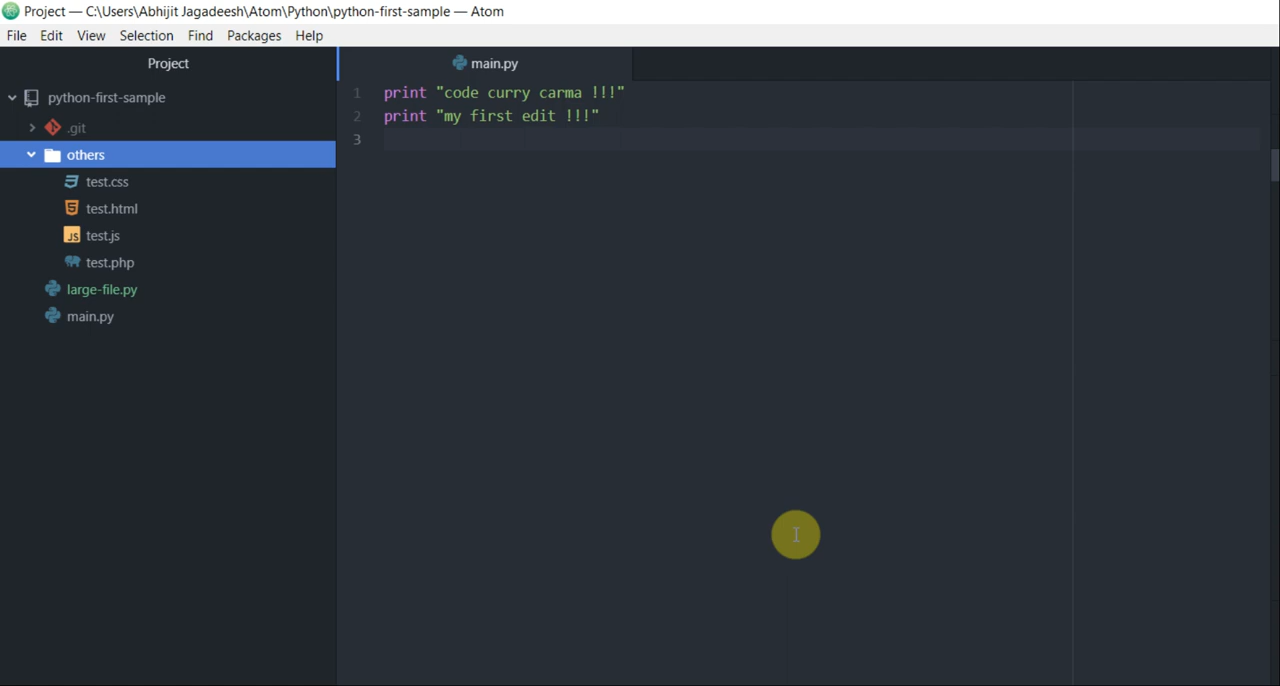 Project — C:\Users\Abhijit Jagadeesh\Atom\Python\python-first-sample — Atom
File Edit View Selection Find Packages Help
Project
python-first-sample
.git
others
test.css
test.html
JS test.js
test.php
large-file.py
main.py
main.py
1 print "code curry carma !!!"
2 print "my first edit !!!"
3